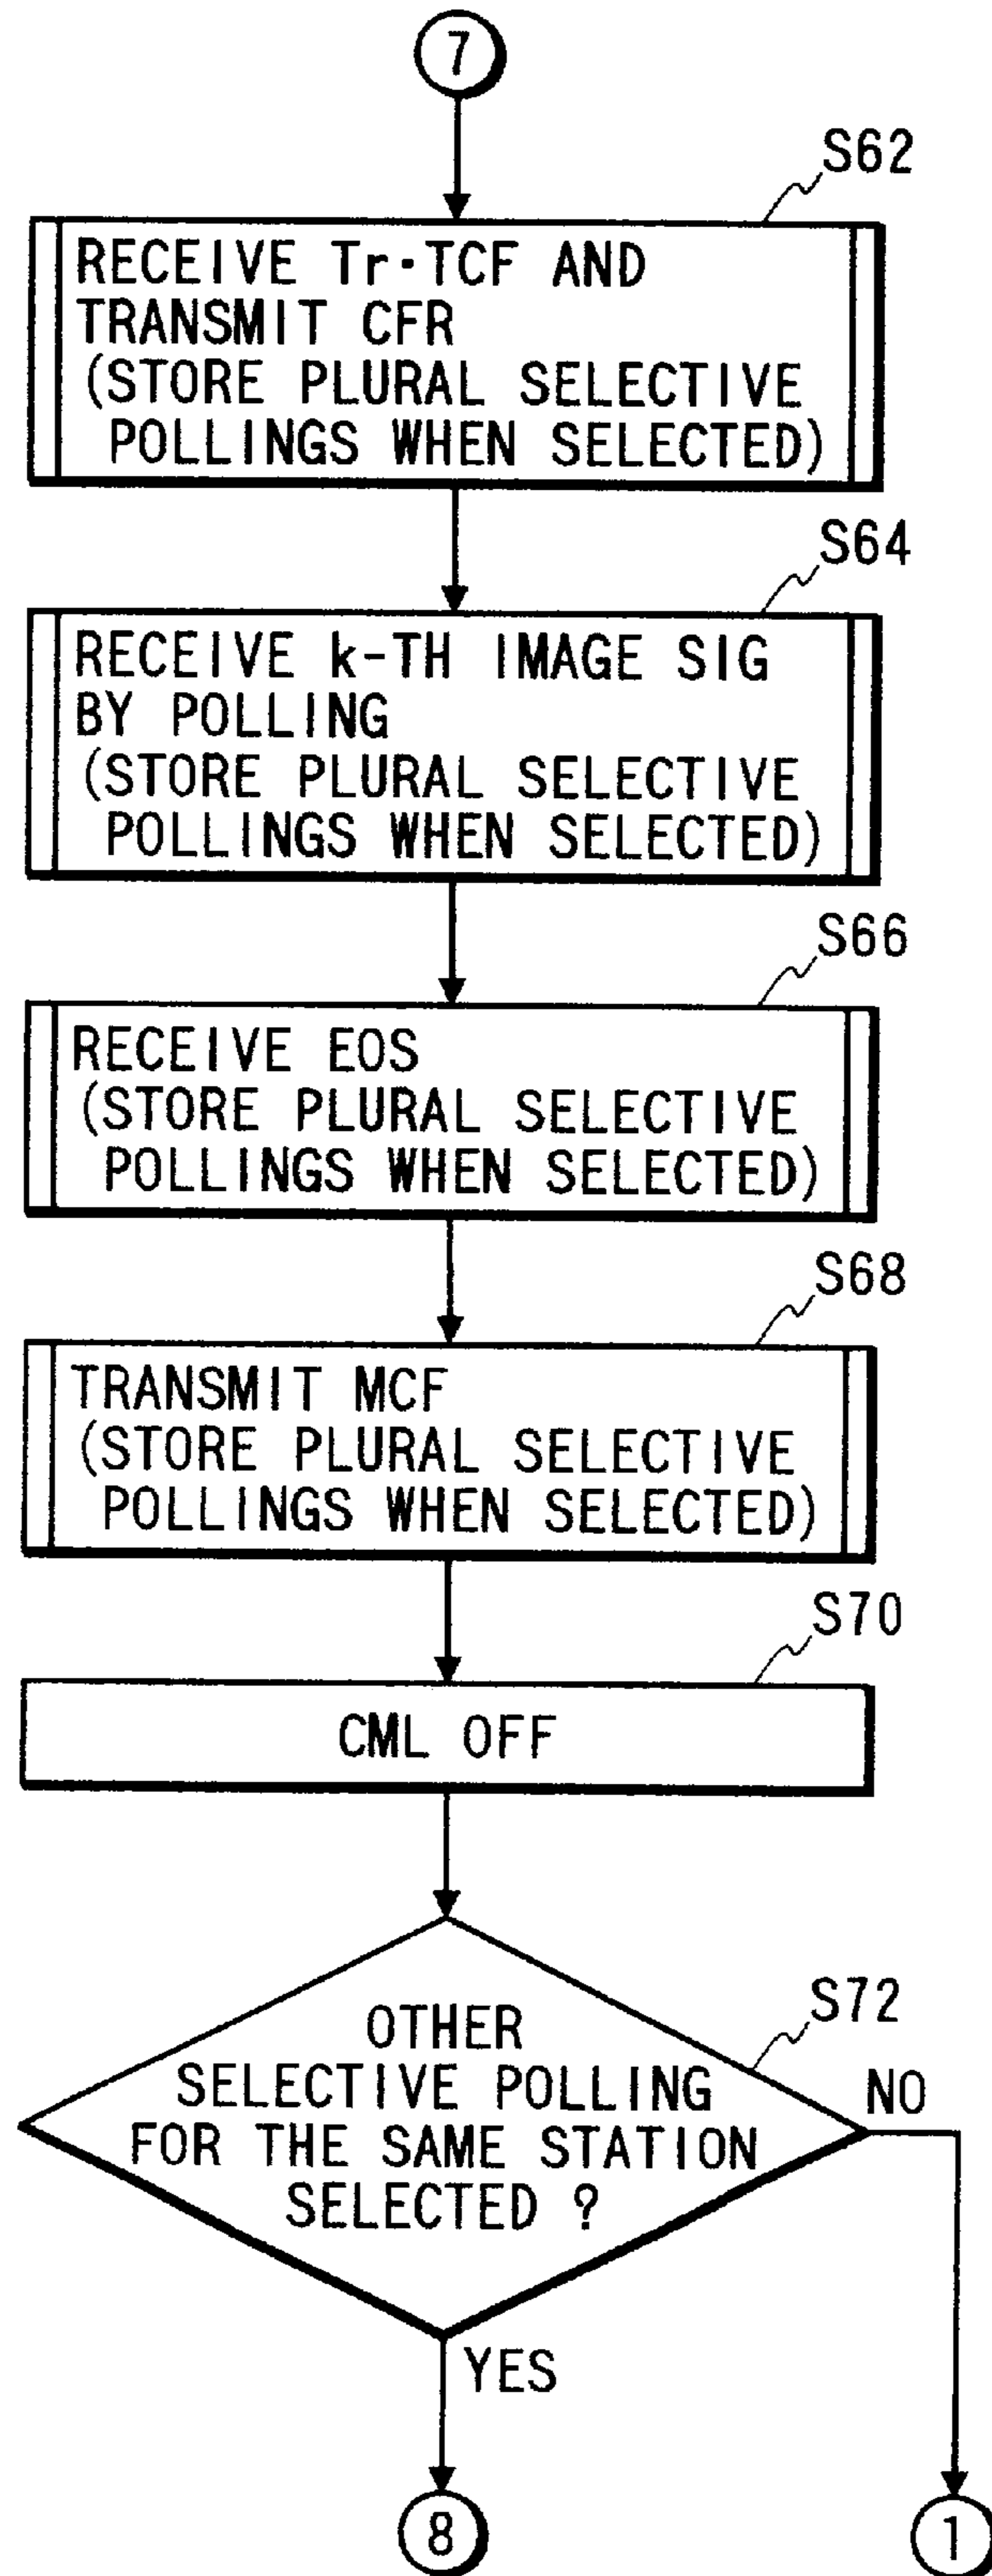 7
S62
RECEIVE Tr·TCF AND
TRANSMIT CFR
(STORE PLURAL SELECTIVE
POLLINGS WHEN SELECTED)
S64
RECEIVE k-TH IMAGE SIG
BY POLLING
(STORE PLURAL SELECTIVE
POLLINGS WHEN SELECTED)
S66
RECEIVE EOS
(STORE PLURAL SELECTIVE
POLLINGS WHEN SELECTED)
S68
TRANSMIT MCF
(STORE PLURAL SELECTIVE
POLLINGS WHEN SELECTED)
S70
CML OFF
S72
OTHER
SELECTIVE POLLING
FOR THE SAME STATION
SELECTED ?
NO
YES
8
1